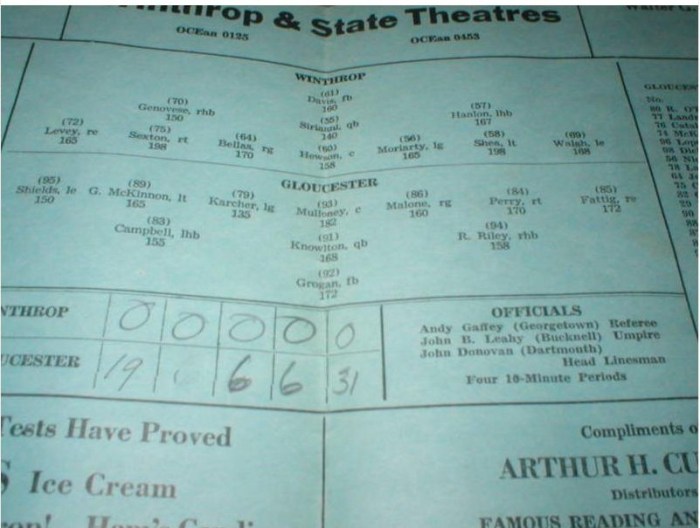 Winthrop & State Theatres
OCEan 0125
OCEan 0453
WINTHROP
(61)
Davis, fb
160
(70)
Genovese, rhb
150
(55)
Sirianni, qb
140
(57)
Hanlon, lhb
167
(72)
Levey, re
165
(75)
Sexton, rt
198
(64)
Bellas, rg
170
(60)
Hewson, c
158
(56)
Moriarty, lg
165
(58)
Shea, lt
198
(69)
Walsh, le
168
GLOUCESTER
(95)
Shields, le
150
(89)
G. McKinnon, lt
165
(79)
Karcher, lg
135
(93)
Mulloney, c
182
(86)
Malone, rg
160
(84)
Perry, rt
170
(85)
Fattig, re
172
(83)
Campbell, lhb
155
(91)
Knowlton, qb
168
(94)
R. Riley, rhb
158
(92)
Grogan, fb
172
NTHROP 0 0 0 0 0
UCESTER 19 6 6 31
OFFICIALS
Andy Gaffey (Georgetown) Referee
John B. Leahy (Bucknell) Umpire
John Donovan (Dartmouth)
Head Linesman
Four 10-Minute Periods
GLOUCES
No.
Tests Have Proved
S Ice Cream
Compliments o
ARTHUR H. CU
Distributors
FAMOUS READING AN